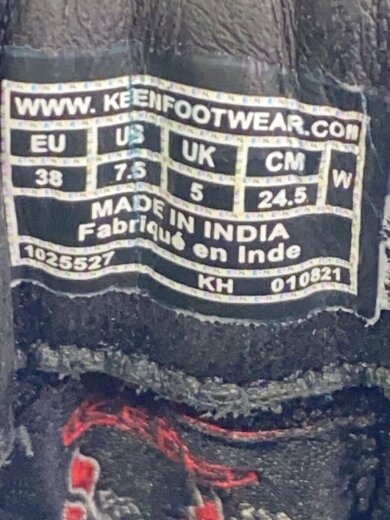 WWW. KEENFOOTWEAR.COM
EU US UK CM W
38 7.5 5 24.5
MADE IN INDIA
Fabriqué en Inde
1025527 KH 010821